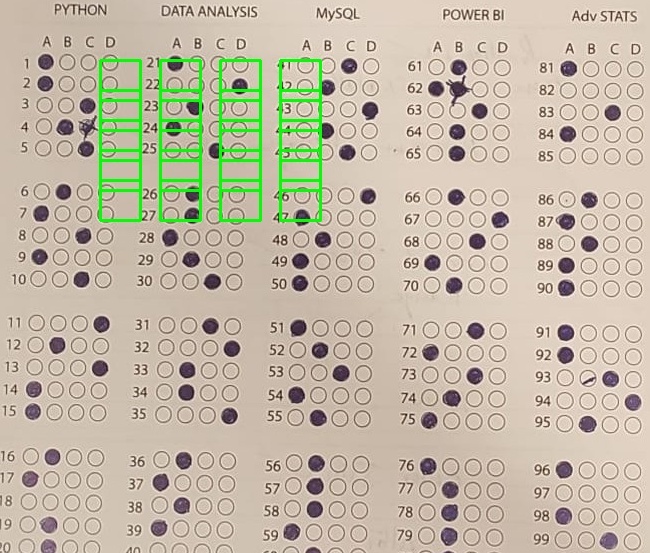 PYTHON DATA ANALYSIS MySQL POWER BI Adv STATS
A B C D A B C D A B C D A B C D A B C D
1 21 41 61 81
2 22 42 62 82
3 23 43 63 83
4 24 44 64 84
5 25 45 65 85
6 26 46 66 86
7 27 47 67 87
8 28 48 68 88
9 29 49 69 89
10 30 50 70 90
11 31 51 71 91
12 32 52 72 92
13 33 53 73 93
14 34 54 74 94
15 35 55 75 95
16 36 56 76 96
17 37 57 77 97
18 38 58 78 98
19 39 59 79 99
20 40